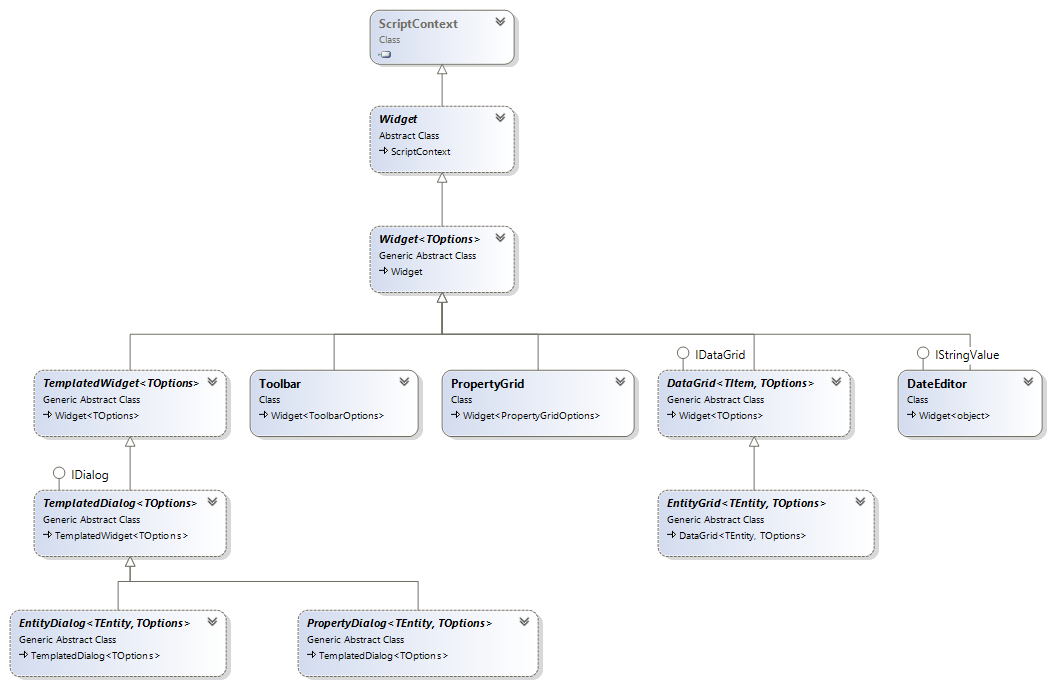 ScriptContext
Class
Widget
Abstract Class
ScriptContext
Widget<TOptions>
Generic Abstract Class
Widget
IDataGrid
IStringValue
TemplatedWidget<TOptions>
Generic Abstract Class
Widget<TOptions>
Toolbar
Class
Widget<ToolbarOptions>
PropertyGrid
Class
Widget<PropertyGridOptions>
DataGrid<TItem, TOptions>
Generic Abstract Class
Widget<TOptions>
DateEditor
Class
Widget<object>
IDialog
TemplatedDialog<TOptions>
Generic Abstract Class
TemplatedWidget<TOptions>
EntityGrid<TEntity, TOptions>
Generic Abstract Class
DataGrid<TEntity, TOptions>
EntityDialog<TEntity, TOptions>
Generic Abstract Class
TemplatedDialog<TOptions>
PropertyDialog<TEntity, TOptions>
Generic Abstract Class
TemplatedDialog<TOptions>